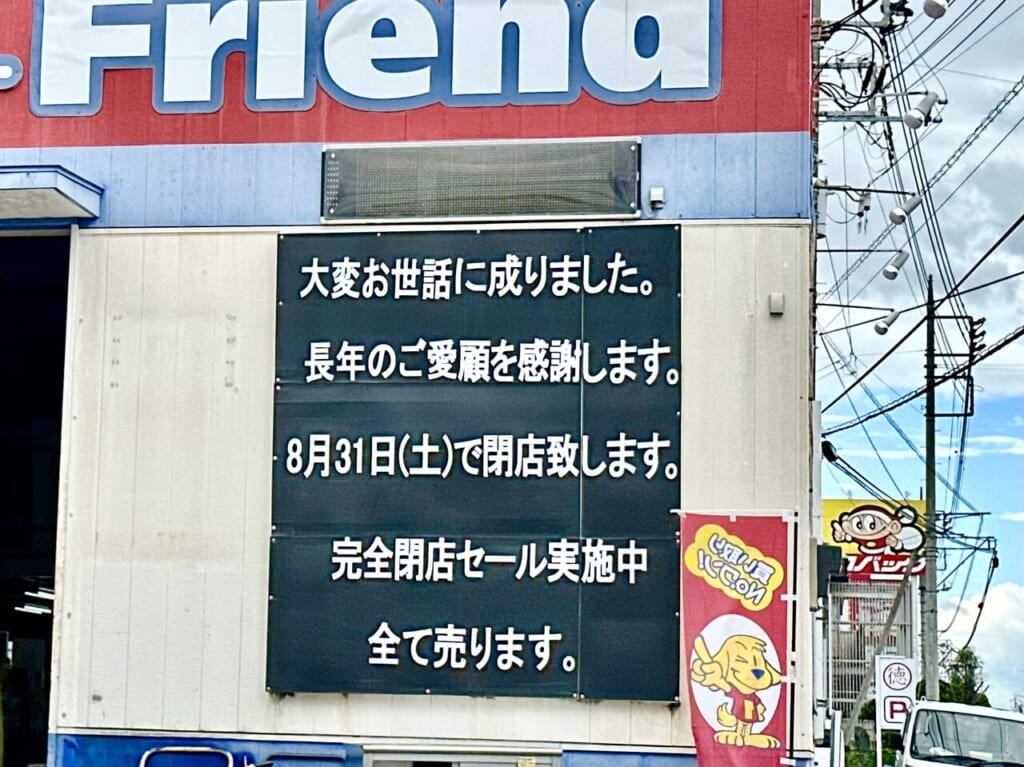 Friend
大変お世話に成りました。
長年のご愛顧を感謝します。
8月31日(土)で閉店致します。
完全閉店セール実施中
全て売ります。
徳
P